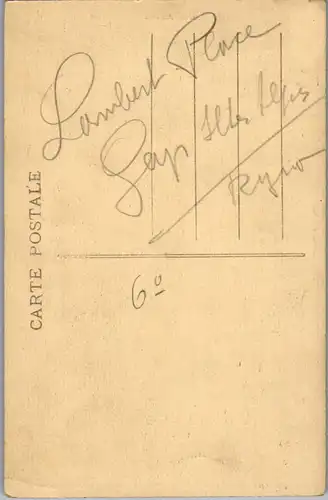 CARTE POSTALE
Lambert Place
Gap Htes Alpes
6°